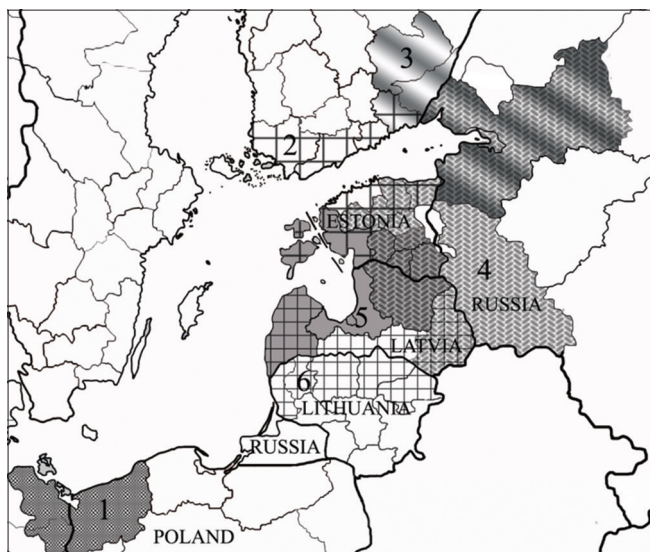 3
2
ESTONIA
4
RUSSIA
5
LATVIA
6
LITHUANIA
RUSSIA
1
POLAND